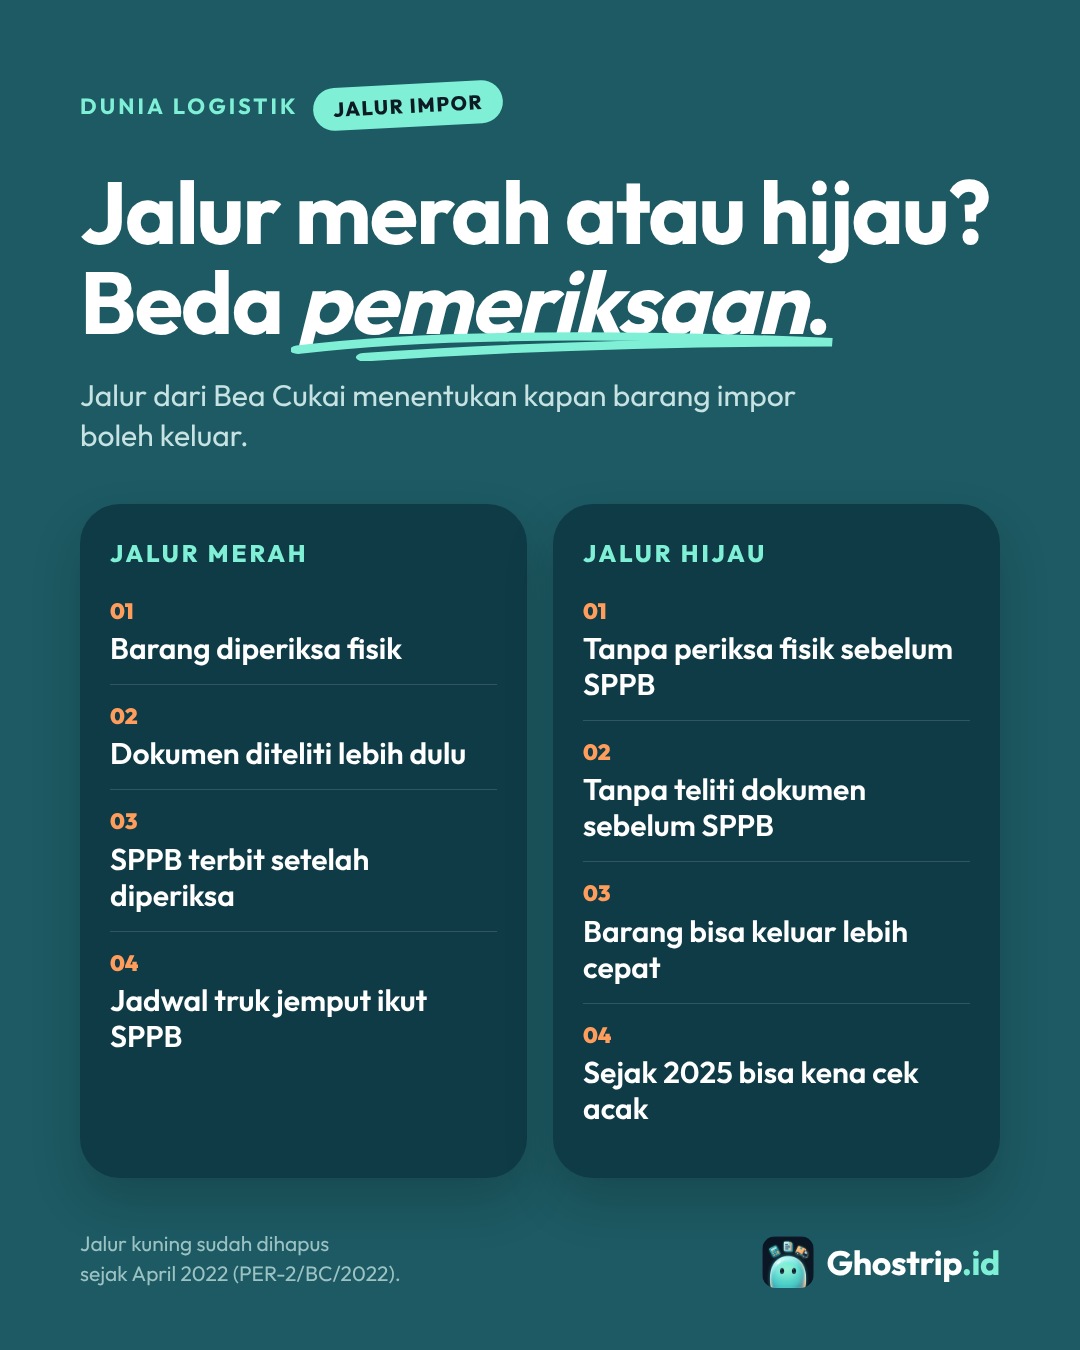 DUNIA LOGISTIK
JALUR IMPOR
Jalur merah atau hijau?
Beda pemeriksaan.
Jalur dari Bea Cukai menentukan kapan barang impor
boleh keluar.
JALUR MERAH
01
Barang diperiksa fisik
02
Dokumen diteliti lebih dulu
03
SPPB terbit setelah
diperiksa
04
Jadwal truk jemput ikut
SPPB
JALUR HIJAU
01
Tanpa periksa fisik sebelum
SPPB
02
Tanpa teliti dokumen
sebelum SPPB
03
Barang bisa keluar lebih
cepat
04
Sejak 2025 bisa kena cek
acak
Jalur kuning sudah dihapus
sejak April 2022 (PER-2/BC/2022).
Ghostrip.id